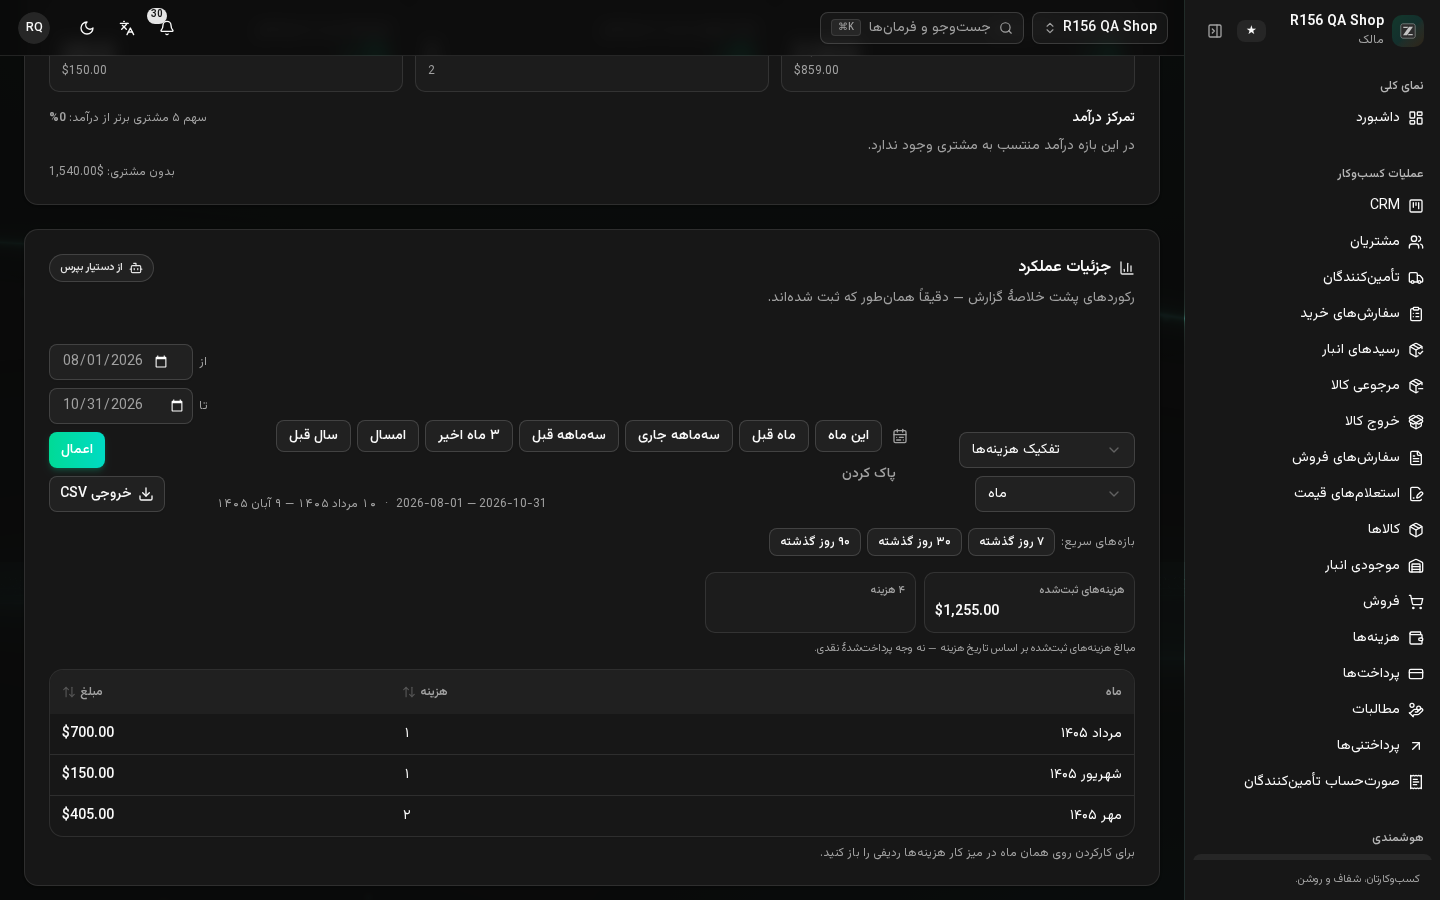 R156 QA Shop
مالک
نمای کلی
داشبورد
عملیات کسب‌وکار
CRM
مشتریان
تأمین‌کنندگان
سفارش‌های خرید
رسیدهای انبار
مرجوعی کالا
خروج کالا
سفارش‌های فروش
استعلام‌های قیمت
کالاها
موجودی انبار
فروش
هزینه‌ها
پرداخت‌ها
مطالبات
پرداختنی‌ها
صورت‌حساب تأمین‌کنندگان
هوشمندی
کسب‌وکارتان، شفاف و روشن.
R156 QA Shop
جست‌وجو و فرمان‌ها ⌘K
30
RQ
$859.00
2
$150.00
تمرکز درآمد
سهم ۵ مشتری برتر از درآمد: 0%
در این بازه درآمد منتسب به مشتری وجود ندارد.
بدون مشتری: $1,540.00
جزئیات عملکرد
از دستیار بپرس
رکوردهای پشت خلاصهٔ گزارش — دقیقاً همان‌طور که ثبت شده‌اند.
تفکیک هزینه‌ها
ماه
این ماه
ماه قبل
سه‌ماهه جاری
سه‌ماهه قبل
۳ ماه اخیر
امسال
سال قبل
پاک کردن
2026-08-01 — 2026-10-31 · ۱۰ مرداد ۱۴۰۵ — ۹ آبان ۱۴۰۵
از 08/01/2026
تا 10/31/2026
اعمال
خروجی CSV
بازه‌های سریع:
۷ روز گذشته
۳۰ روز گذشته
۹۰ روز گذشته
هزینه‌های ثبت‌شده
$1,255.00
۴ هزینه
مبالغ هزینه‌های ثبت‌شده بر اساس تاریخ هزینه — نه وجه پرداخت‌شدهٔ نقدی.
ماه هزینه مبلغ
مرداد ۱۴۰۵ ۱ $700.00
شهریور ۱۴۰۵ ۱ $150.00
مهر ۱۴۰۵ ۲ $405.00
برای کارکردن روی همان ماه در میز کار هزینه‌ها ردیفی را باز کنید.